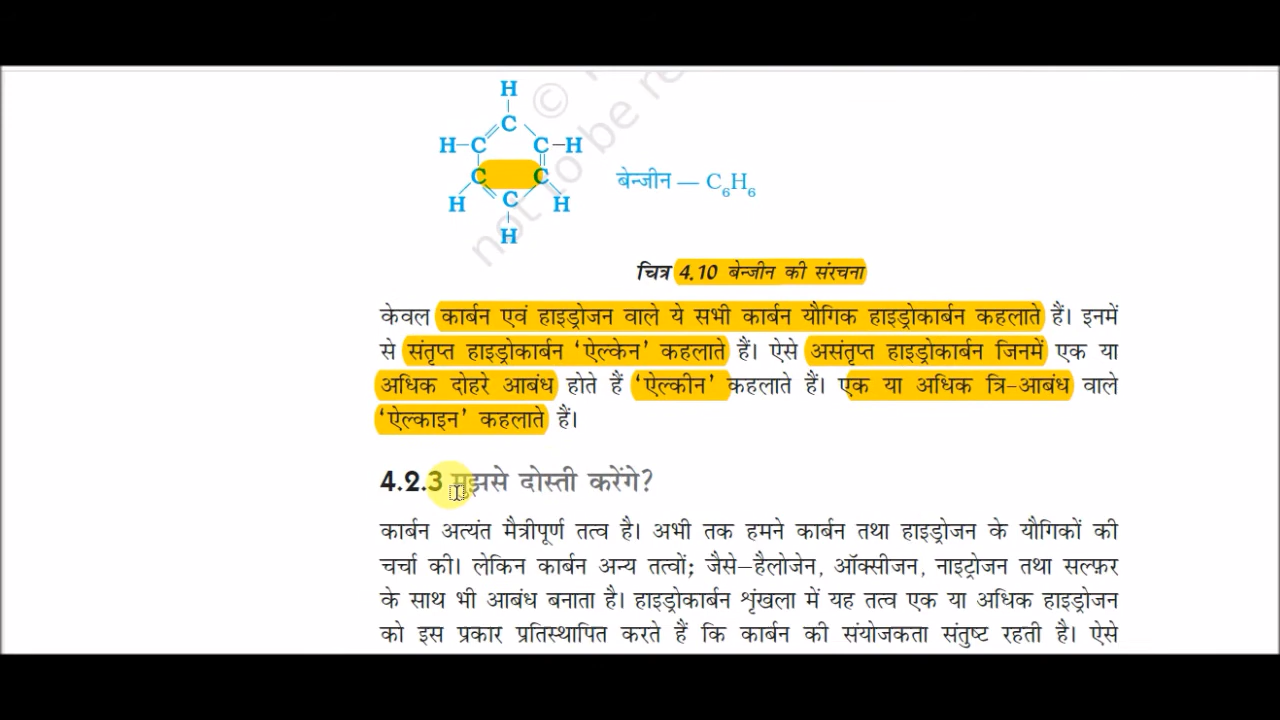 H
C
H–C C–H
C C
H C H
H
बेन्जीन — C₆H₆
© 
not to be re
चित्र 4.10 बेन्जीन की संरचना
केवल कार्बन एवं हाइड्रोजन वाले ये सभी कार्बन यौगिक हाइड्रोकार्बन कहलाते हैं। इनमें
से संतृप्त हाइड्रोकार्बन ‘ऐल्केन’ कहलाते हैं। ऐसे असंतृप्त हाइड्रोकार्बन जिनमें एक या
अधिक दोहरे आबंध होते हैं ‘ऐल्कीन’ कहलाते हैं। एक या अधिक त्रि-आबंध वाले
‘ऐल्काइन’ कहलाते हैं।
4.2.3 मुझसे दोस्ती करेंगे?
कार्बन अत्यंत मैत्रीपूर्ण तत्व है। अभी तक हमने कार्बन तथा हाइड्रोजन के यौगिकों की
चर्चा की। लेकिन कार्बन अन्य तत्वों; जैसे–हैलोजेन, ऑक्सीजन, नाइट्रोजन तथा सल्फ़र
के साथ भी आबंध बनाता है। हाइड्रोकार्बन शृंखला में यह तत्व एक या अधिक हाइड्रोजन
को इस प्रकार प्रतिस्थापित करते हैं कि कार्बन की संयोजकता संतुष्ट रहती है। ऐसे